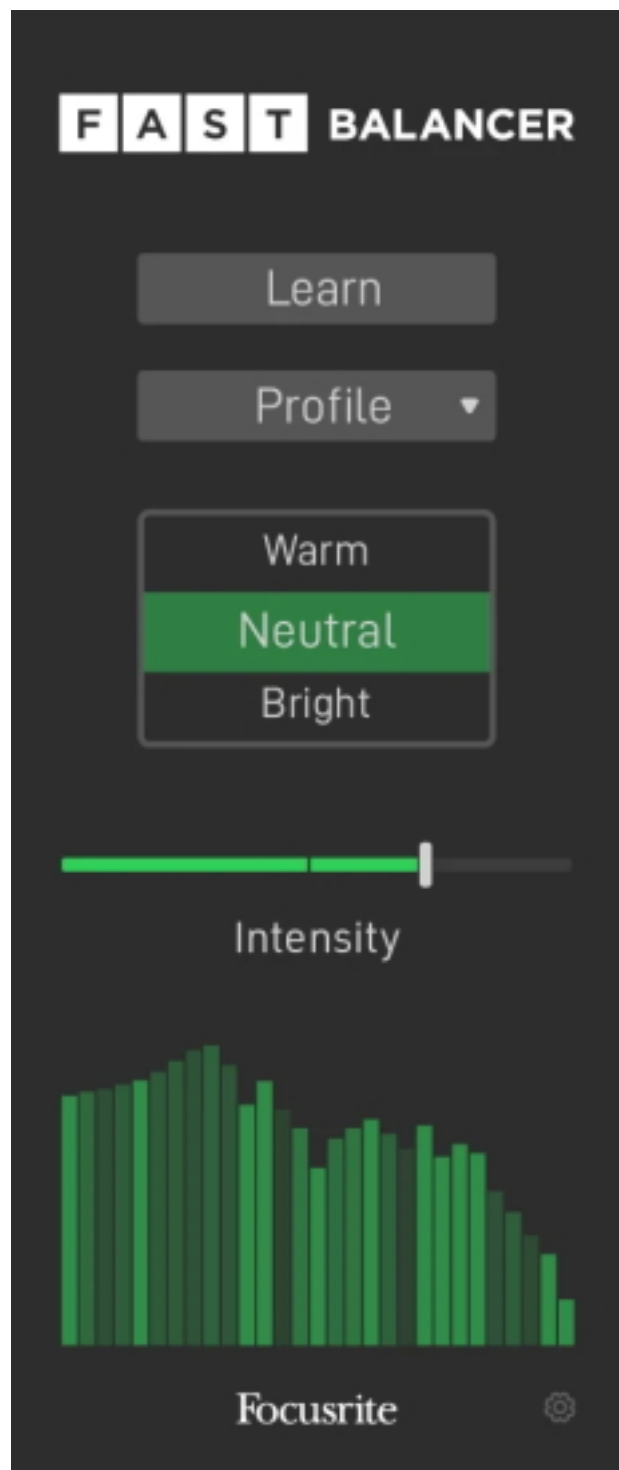 FAST BALANCER
Learn
Profile
Warm
Neutral
Bright
Intensity
Focusrite